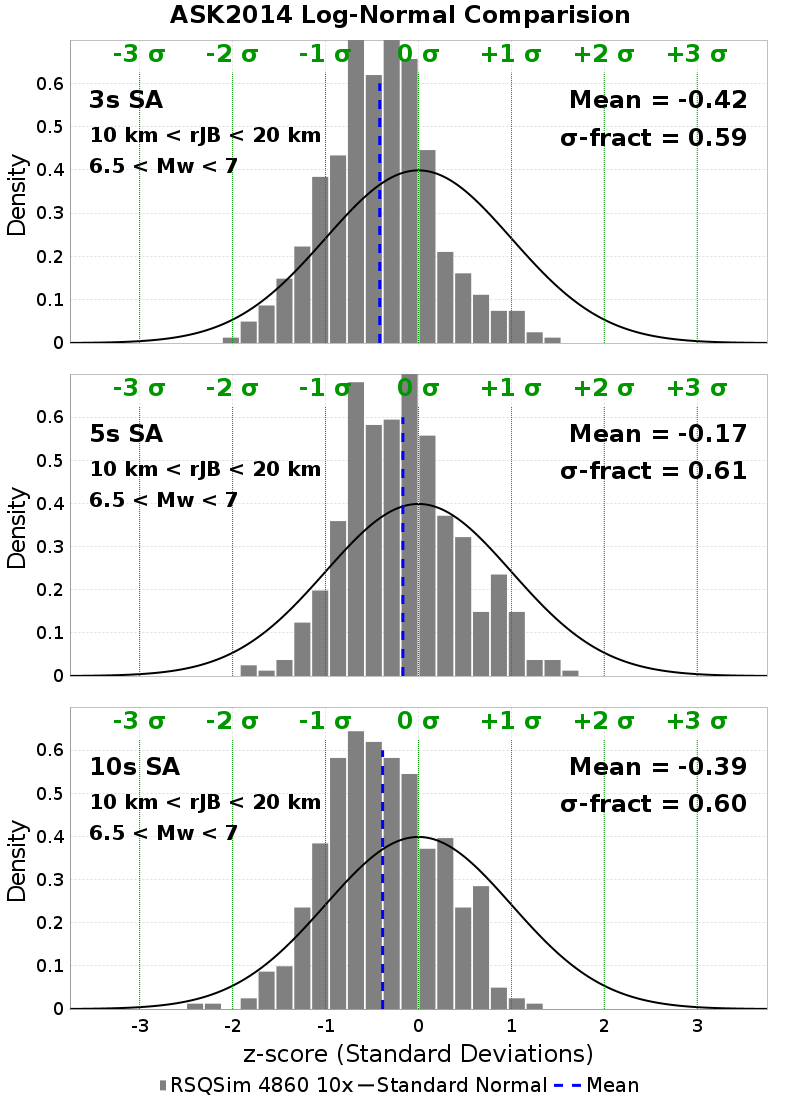 ASK2014 Log-Normal Comparision
-3 σ -2 σ -1 σ 0 σ +1 σ +2 σ +3 σ
3s SA
Mean = -0.42
10 km < rJB < 20 km
σ-fract = 0.59
6.5 < Mw < 7
Density
0.6
0.5
0.4
0.3
0.2
0.1
0
-3 σ -2 σ -1 σ 0 σ +1 σ +2 σ +3 σ
5s SA
Mean = -0.17
10 km < rJB < 20 km
σ-fract = 0.61
6.5 < Mw < 7
Density
0.6
0.5
0.4
0.3
0.2
0.1
0
-3 σ -2 σ -1 σ 0 σ +1 σ +2 σ +3 σ
10s SA
Mean = -0.39
10 km < rJB < 20 km
σ-fract = 0.60
6.5 < Mw < 7
Density
0.6
0.5
0.4
0.3
0.2
0.1
0
-3 -2 -1 0 1 2 3
z-score (Standard Deviations)
RSQSim 4860 10x Standard Normal Mean